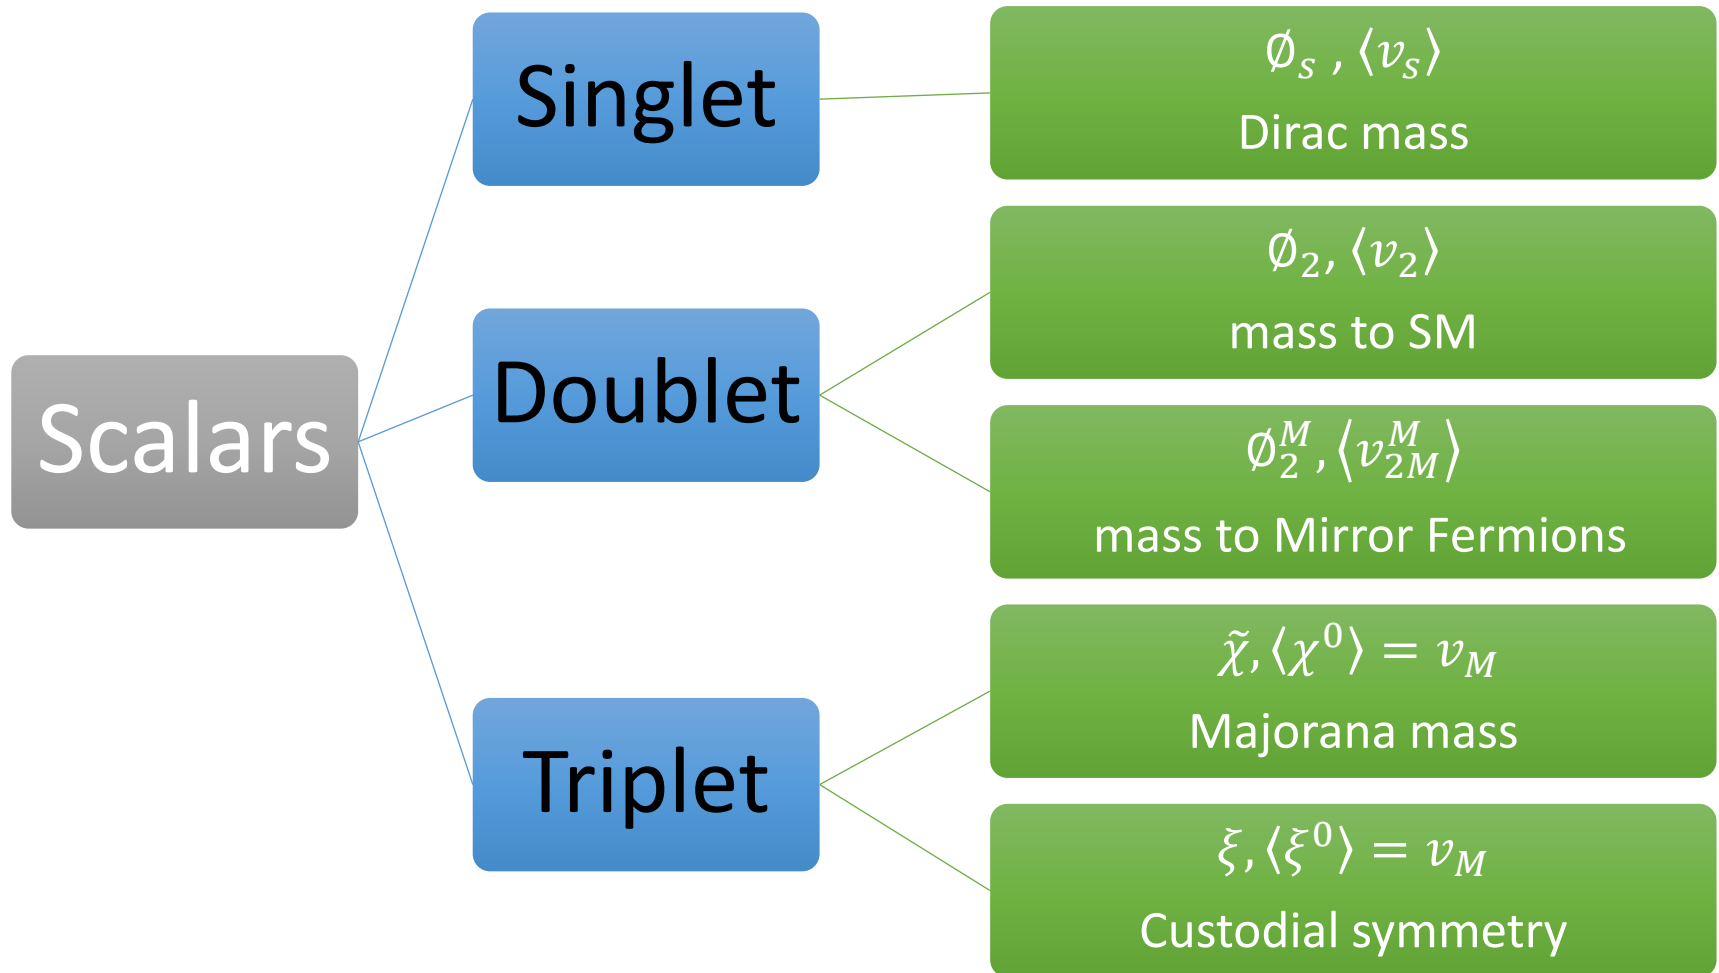 Scalars
Singlet
∅ₛ , ⟨𝑣ₛ⟩
Dirac mass
Doublet
∅₂, ⟨𝑣₂⟩
mass to SM
∅₂ᴹ, ⟨𝑣₂ₘᴹ⟩
mass to Mirror Fermions
Triplet
χ̃, ⟨χ⁰⟩ = 𝑣ₘ
Majorana mass
ξ, ⟨ξ⁰⟩ = 𝑣ₘ
Custodial symmetry